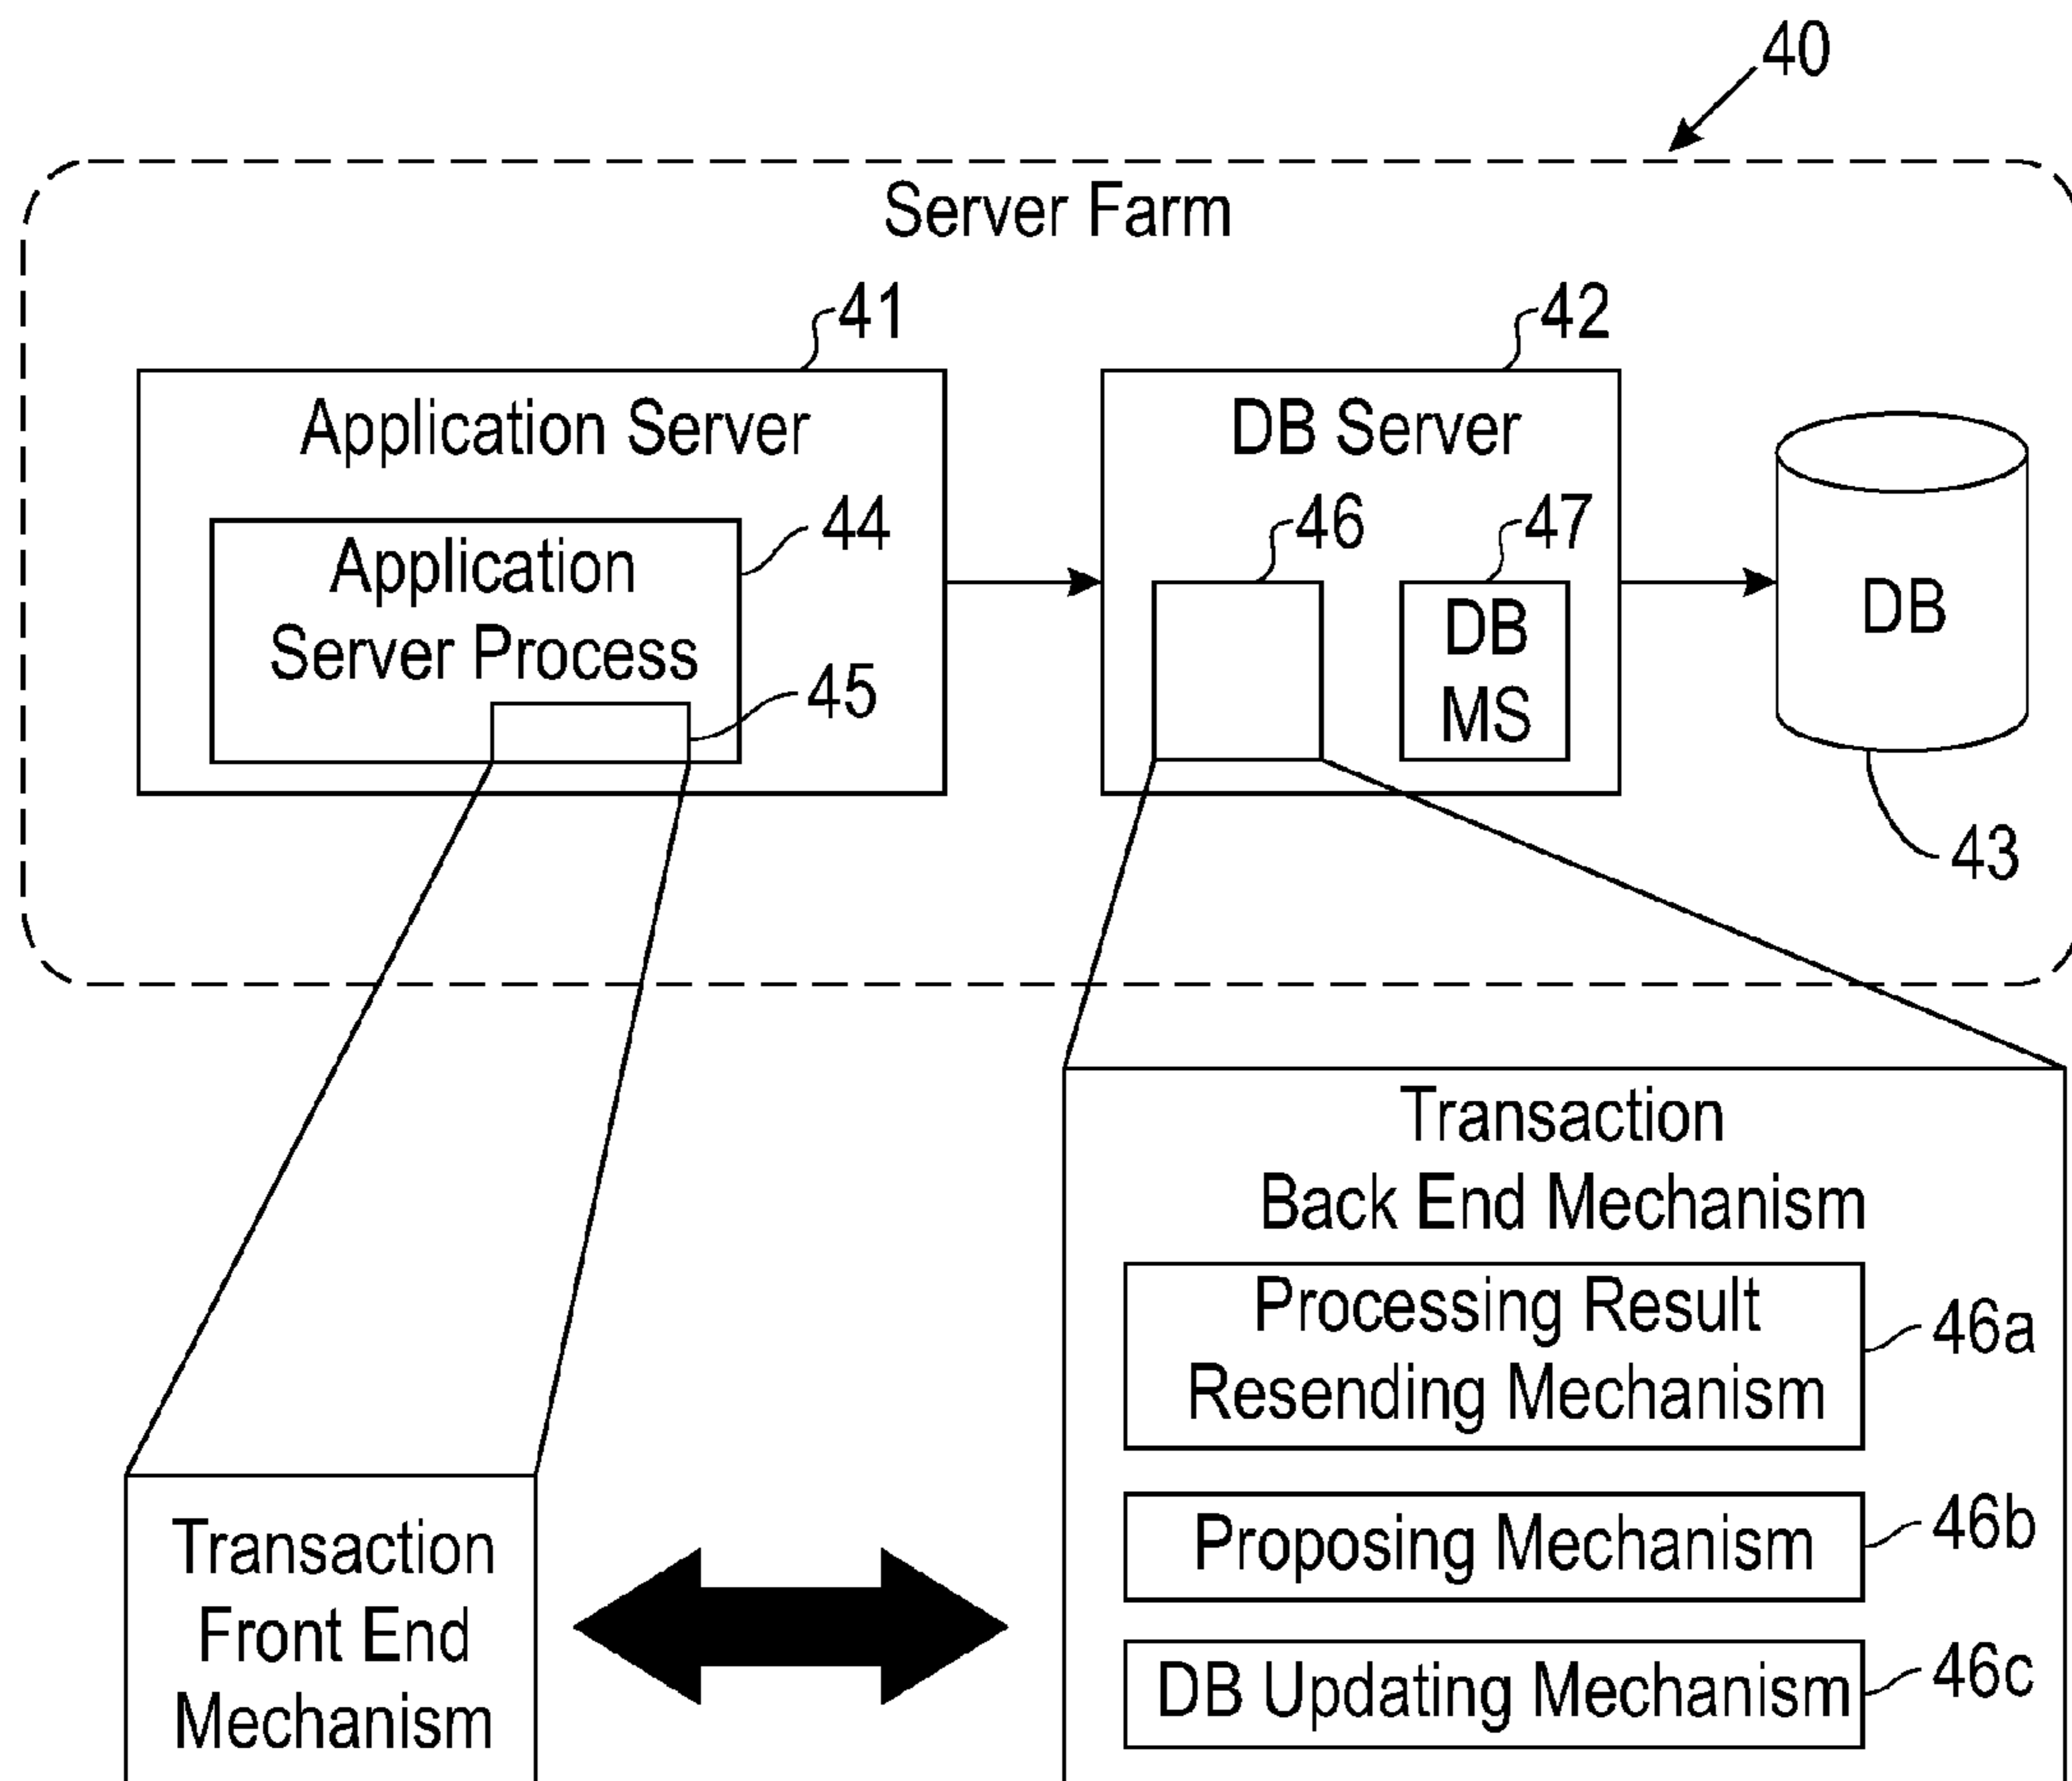 40
Server Farm
41
42
Application Server
DB Server
44
46
47
Application
Server Process
DB
MS
DB
45
43
Transaction
Back End Mechanism
Processing Result
Resending Mechanism
46a
Proposing Mechanism
46b
DB Updating Mechanism
46c
Transaction
Front End
Mechanism